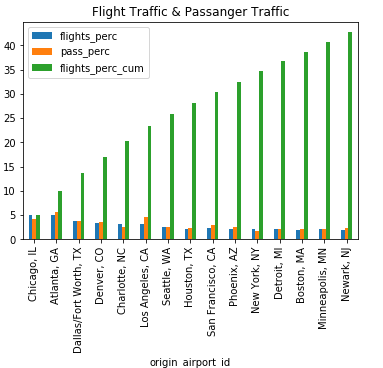 Flight Traffic & Passanger Traffic
flights_perc
pass_perc
flights_perc_cum
40
35
30
25
20
15
10
5
0
Chicago, IL
Atlanta, GA
Dallas/Fort Worth, TX
Denver, CO
Charlotte, NC
Los Angeles, CA
Seattle, WA
Houston, TX
San Francisco, CA
Phoenix, AZ
New York, NY
Detroit, MI
Boston, MA
Minneapolis, MN
Newark, NJ
origin_airport_id